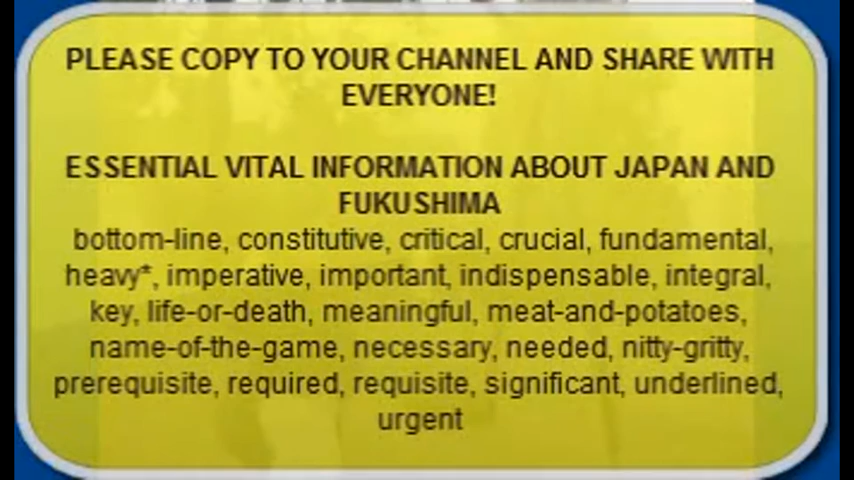 PLEASE COPY TO YOUR CHANNEL AND SHARE WITH
EVERYONE!
ESSENTIAL VITAL INFORMATION ABOUT JAPAN AND
FUKUSHIMA
bottom-line, constitutive, critical, crucial, fundamental,
heavy*, imperative, important, indispensable, integral,
key, life-or-death, meaningful, meat-and-potatoes,
name-of-the-game, necessary, needed, nitty-gritty,
prerequisite, required, requisite, significant, underlined,
urgent